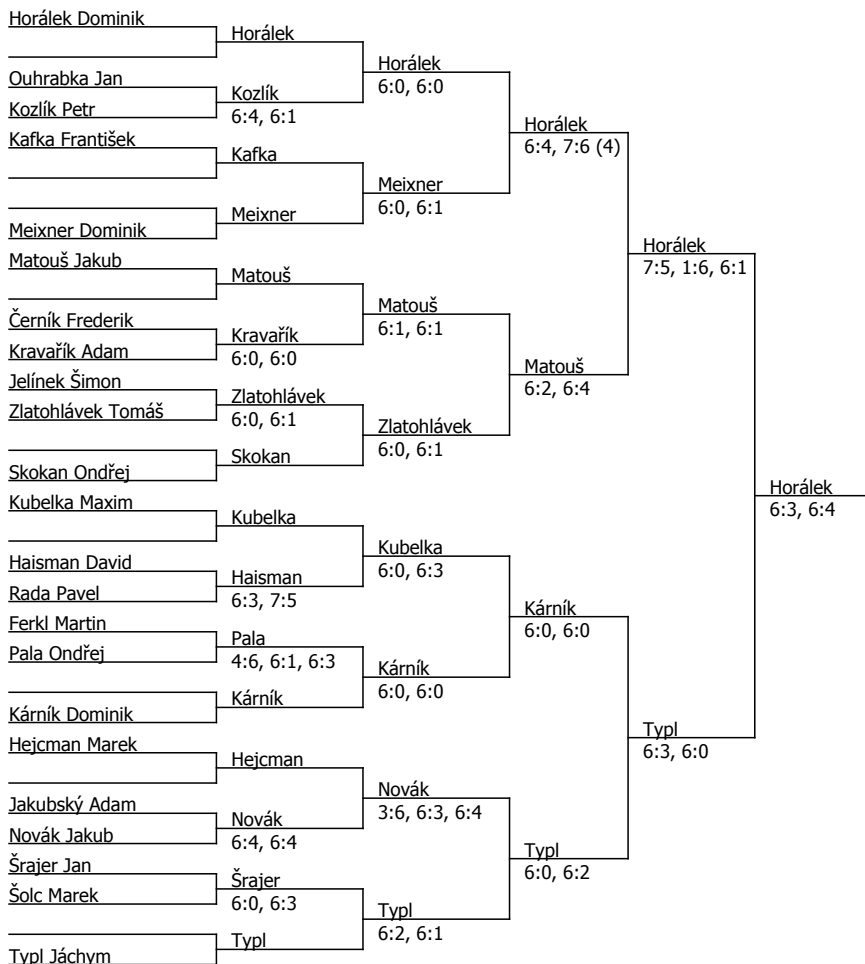 Horálek Dominik
Ouhrabka Jan
Kozlík Petr
Kafka František
Meixner Dominik
Matouš Jakub
Černík Frederik
Kravařík Adam
Jelínek Šimon
Zlatohlávek Tomáš
Skokan Ondřej
Kubelka Maxim
Haisman David
Rada Pavel
Ferkl Martin
Pala Ondřej
Kárník Dominik
Hejcman Marek
Jakubský Adam
Novák Jakub
Šrajer Jan
Šolc Marek
Typl Jáchym
Horálek
Kozlík
6:4, 6:1
Kafka
Meixner
Matouš
Kravařík
6:0, 6:0
Zlatohlávek
6:0, 6:1
Skokan
Kubelka
Haisman
6:3, 7:5
Pala
4:6, 6:1, 6:3
Kárník
Hejcman
Novák
6:4, 6:4
Šrajer
6:0, 6:3
Typl
Horálek
6:0, 6:0
Meixner
6:0, 6:1
Matouš
6:1, 6:1
Zlatohlávek
6:0, 6:1
Kubelka
6:0, 6:3
Kárník
6:0, 6:0
Novák
3:6, 6:3, 6:4
Typl
6:2, 6:1
Horálek
6:4, 7:6 (4)
Matouš
6:2, 6:4
Kárník
6:0, 6:0
Typl
6:0, 6:2
Horálek
7:5, 1:6, 6:1
Typl
6:3, 6:0
Horálek
6:3, 6:4